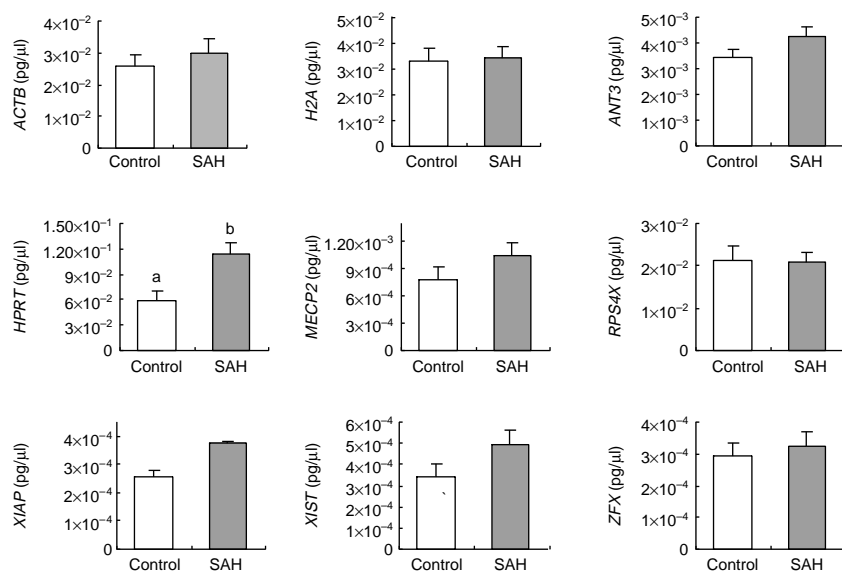 ACTB (pg/µl)
4×10⁻²
3×10⁻²
2×10⁻²
1×10⁻²
0
Control SAH
H2A (pg/µl)
5×10⁻²
4×10⁻²
3×10⁻²
2×10⁻²
1×10⁻²
0
Control SAH
ANT3 (pg/µl)
5×10⁻³
4×10⁻³
3×10⁻³
2×10⁻³
1×10⁻³
0
Control SAH
HPRT (pg/µl)
1.50×10⁻¹
1.20×10⁻¹
9×10⁻²
6×10⁻²
3×10⁻²
0
a
b
Control SAH
MECP2 (pg/µl)
1.20×10⁻³
9×10⁻⁴
6×10⁻⁴
3×10⁻⁴
0
Control SAH
RPS4X (pg/µl)
3×10⁻²
2×10⁻²
1×10⁻²
0
Control SAH
XIAP (pg/µl)
4×10⁻⁴
3×10⁻⁴
2×10⁻⁴
1×10⁻⁴
0
Control SAH
XIST (pg/µl)
6×10⁻⁴
5×10⁻⁴
4×10⁻⁴
3×10⁻⁴
2×10⁻⁴
1×10⁻⁴
0
Control SAH
ZFX (pg/µl)
4×10⁻⁴
3×10⁻⁴
2×10⁻⁴
1×10⁻⁴
0
Control SAH